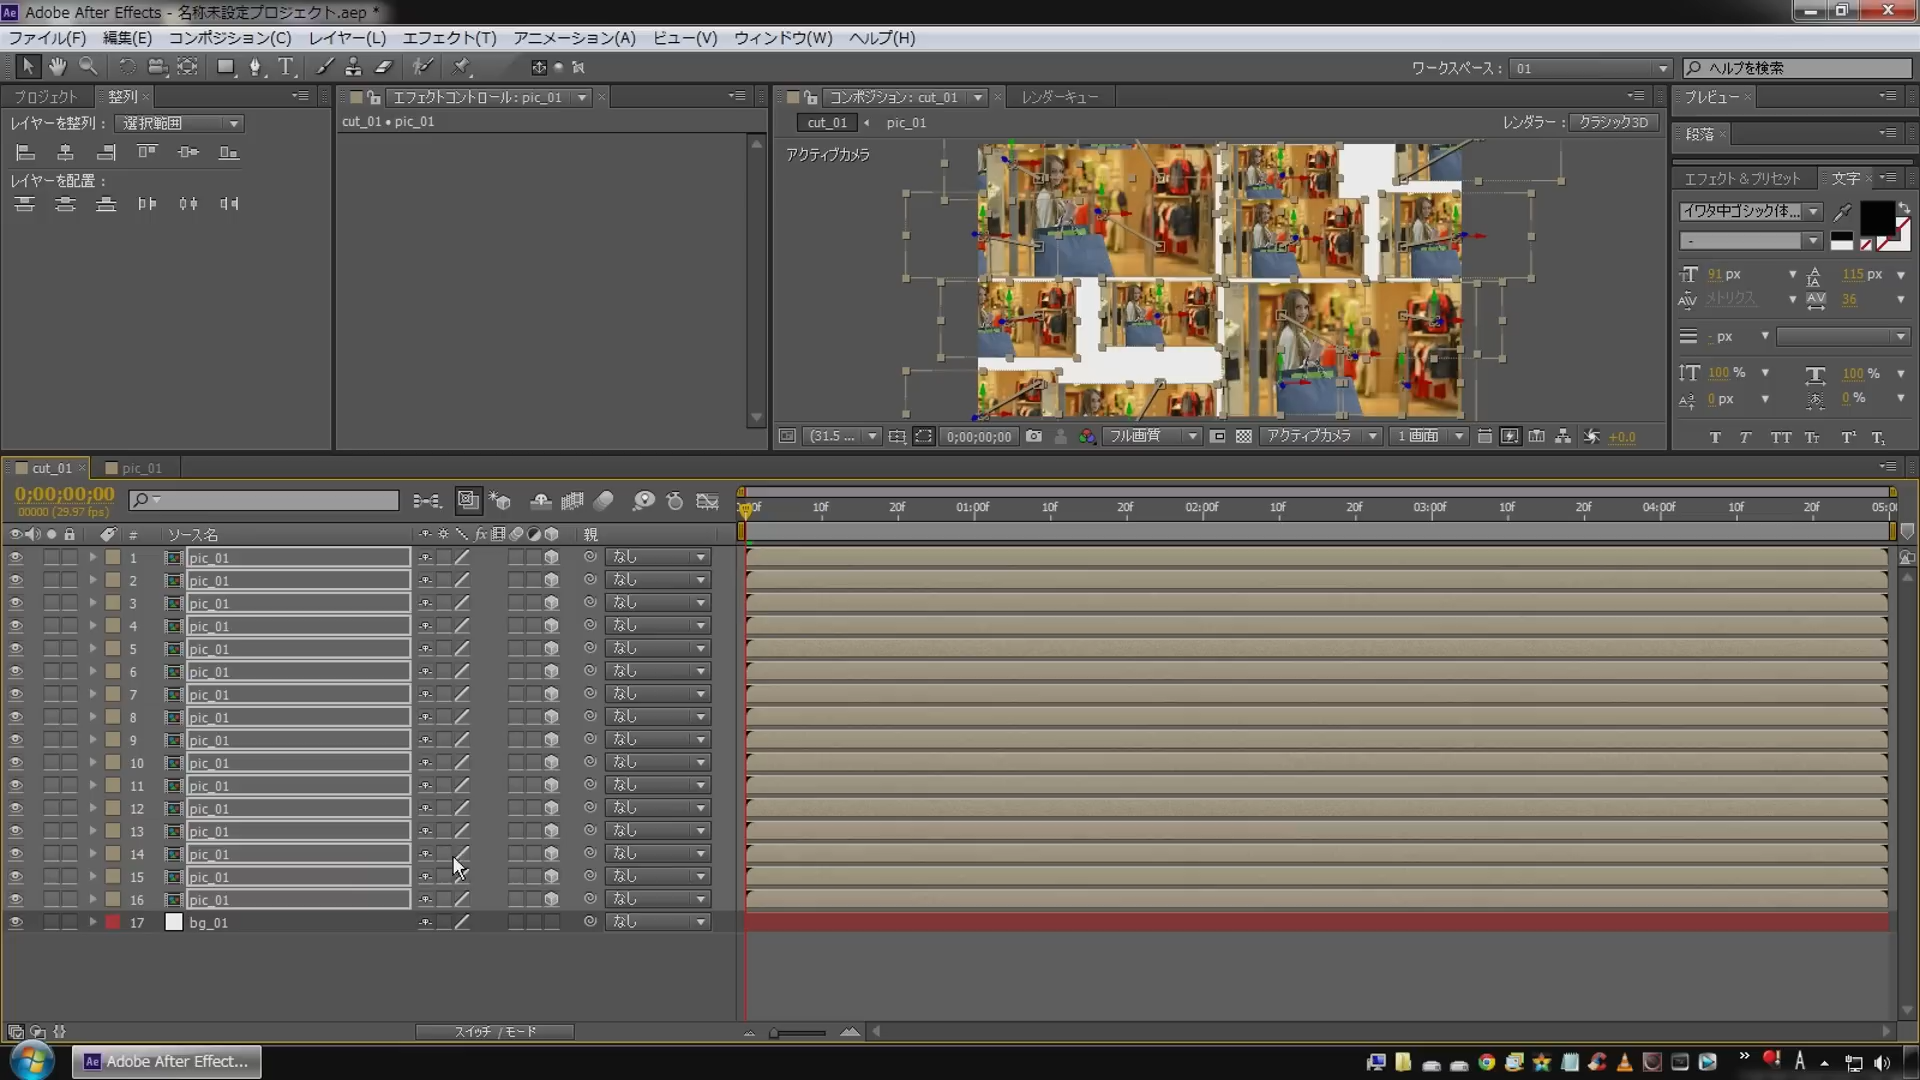 Ae Adobe After Effects - 名称未設定プロジェクト.aep *
ファイル(F) 編集(E) コンポジション(C) レイヤー(L) エフェクト(T) アニメーション(A) ビュー(V) ウィンドウ(W) ヘルプ(H)
ワークスペース : 01 ヘルプを検索
プロジェクト 整列 エフェクトコントロール: pic_01 コンポジション: cut_01 レンダーキュー プレビュー
レイヤーを整列 : 選択範囲 cut_01 • pic_01 cut_01 pic_01 レンダラー : クラシック3D 段落
アクティブカメラ
レイヤーを配置 : エフェクト＆プリセット 文字
イワタ中ゴシック体...
-
91 px 115 px
メトリクス 36
- px
100 % 100 %
0 px 0 %
(31.5 ... 0;00;00;00 フル画質 アクティブカメラ 1 画面 +0.0
T T TT Tт T¹ T₁
cut_01 pic_01
0;00;00;00
00000 (29.97 fps)
10f 20f 01:00f 10f 20f 02:00f 10f 20f 03:00f 10f 20f 04:00f 10f 20f 05:0
# ソース名 fx 親
1 pic_01 なし
2 pic_01 なし
3 pic_01 なし
4 pic_01 なし
5 pic_01 なし
6 pic_01 なし
7 pic_01 なし
8 pic_01 なし
9 pic_01 なし
10 pic_01 なし
11 pic_01 なし
12 pic_01 なし
13 pic_01 なし
14 pic_01 なし
15 pic_01 なし
16 pic_01 なし
17 bg_01 なし
スイッチ / モード
Ae Adobe After Effect... A